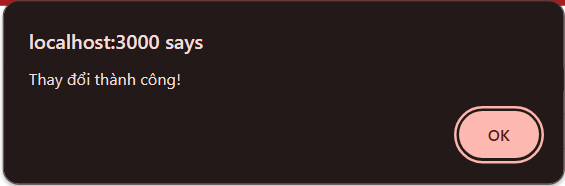 localhost:3000 says
Thay đổi thành công!
OK